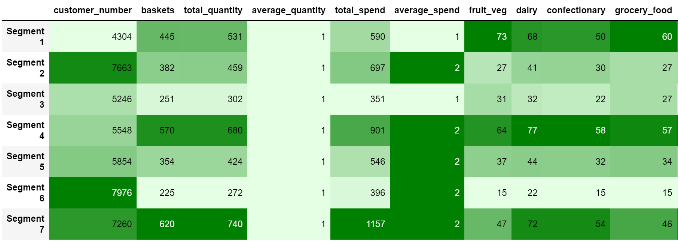 customer_number baskets total_quantity average_quantity total_spend average_spend fruit_veg dairy confectionary grocery_food
Segment 1 4304 445 531 1 590 1 73 68 50 60
Segment 2 7663 382 459 1 697 2 27 41 30 27
Segment 3 5246 251 302 1 351 1 31 32 22 27
Segment 4 5548 570 680 1 901 2 64 77 58 57
Segment 5 5854 354 424 1 546 2 37 44 32 34
Segment 6 7976 225 272 1 396 2 15 22 15 15
Segment 7 7260 620 740 1 1157 2 47 72 54 46